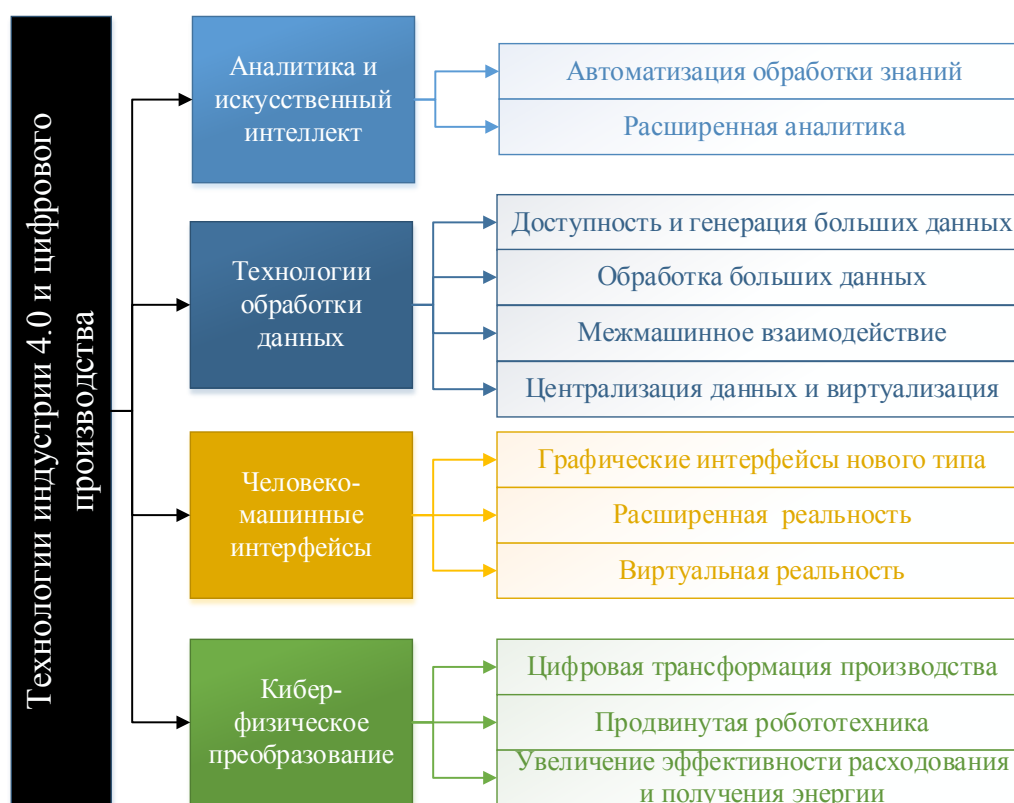 Технологии индустрии 4.0 и цифрового
производства
Аналитика и
искусственный
интеллект
Автоматизация обработки знаний
Расширенная аналитика
Технологии
обработки
данных
Доступность и генерация больших данных
Обработка больших данных
Межмашинное взаимодействие
Централизация данных и виртуализация
Человеко-
машинные
интерфейсы
Графические интерфейсы нового типа
Расширенная реальность
Виртуальная реальность
Кибер-
физическое
преобразование
Цифровая трансформация производства
Продвинутая робототехника
Увеличение эффективности расходования
и получения энергии